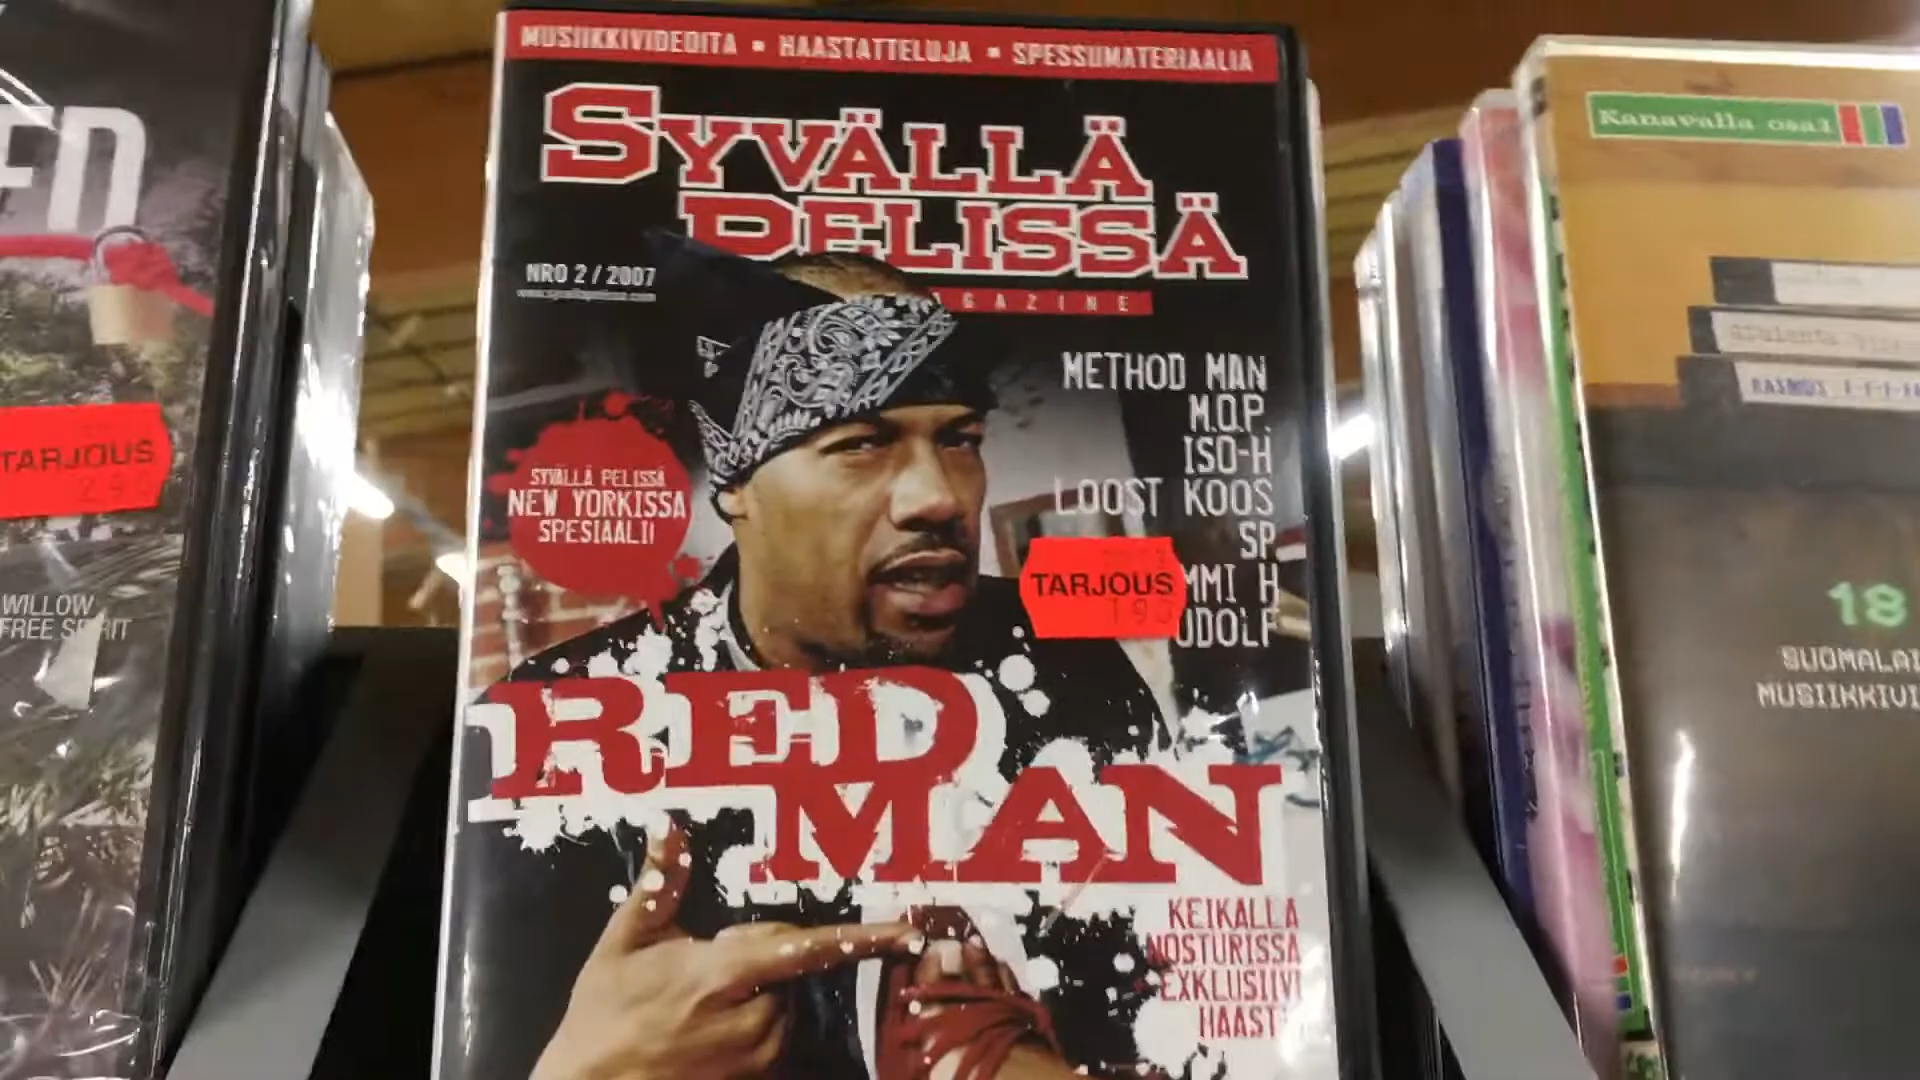 MUSIIKKIVIDEOITA ▪ HAASTATTELUJA ▪ SPESSUMATERIAALIA
SYVÄLLÄ
PELISSÄ
NRO 2 / 2007
AGAZINE
METHOD MAN
M.O.P.
ISO-H
LOOST KOOS
SP
MMI H
UDOLF
SYVÄLLÄ PELISSÄ
NEW YORKISSA
SPESIAALI!
TARJOUS
RED
MAN
KEIKALLA
NOSTURISSA
EXKLUSIIVI
HAAST
TARJOUS
WILLOW
FREE SPIRIT
Kanavalla osa1
18
SUOMALAI
MUSIIKKIVI